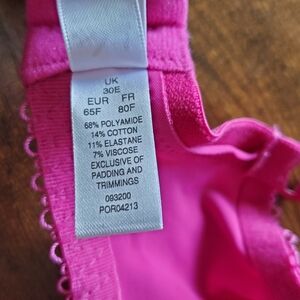 UK
30E
EUR FR
65F 80F
68% POLYAMIDE
14% COTTON
11% ELASTANE
7% VISCOSE
EXCLUSIVE OF
PADDING AND
TRIMMINGS
093200
POR04213